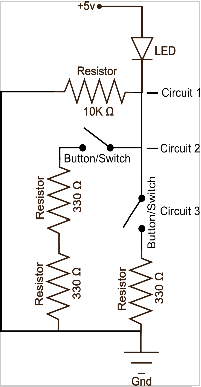 +5v
LED
Resistor
10K Ω
Circuit 1
Button/Switch
Circuit 2
Resistor
330 Ω
Button/Switch
Circuit 3
Resistor
330 Ω
Resistor
330 Ω
Gnd